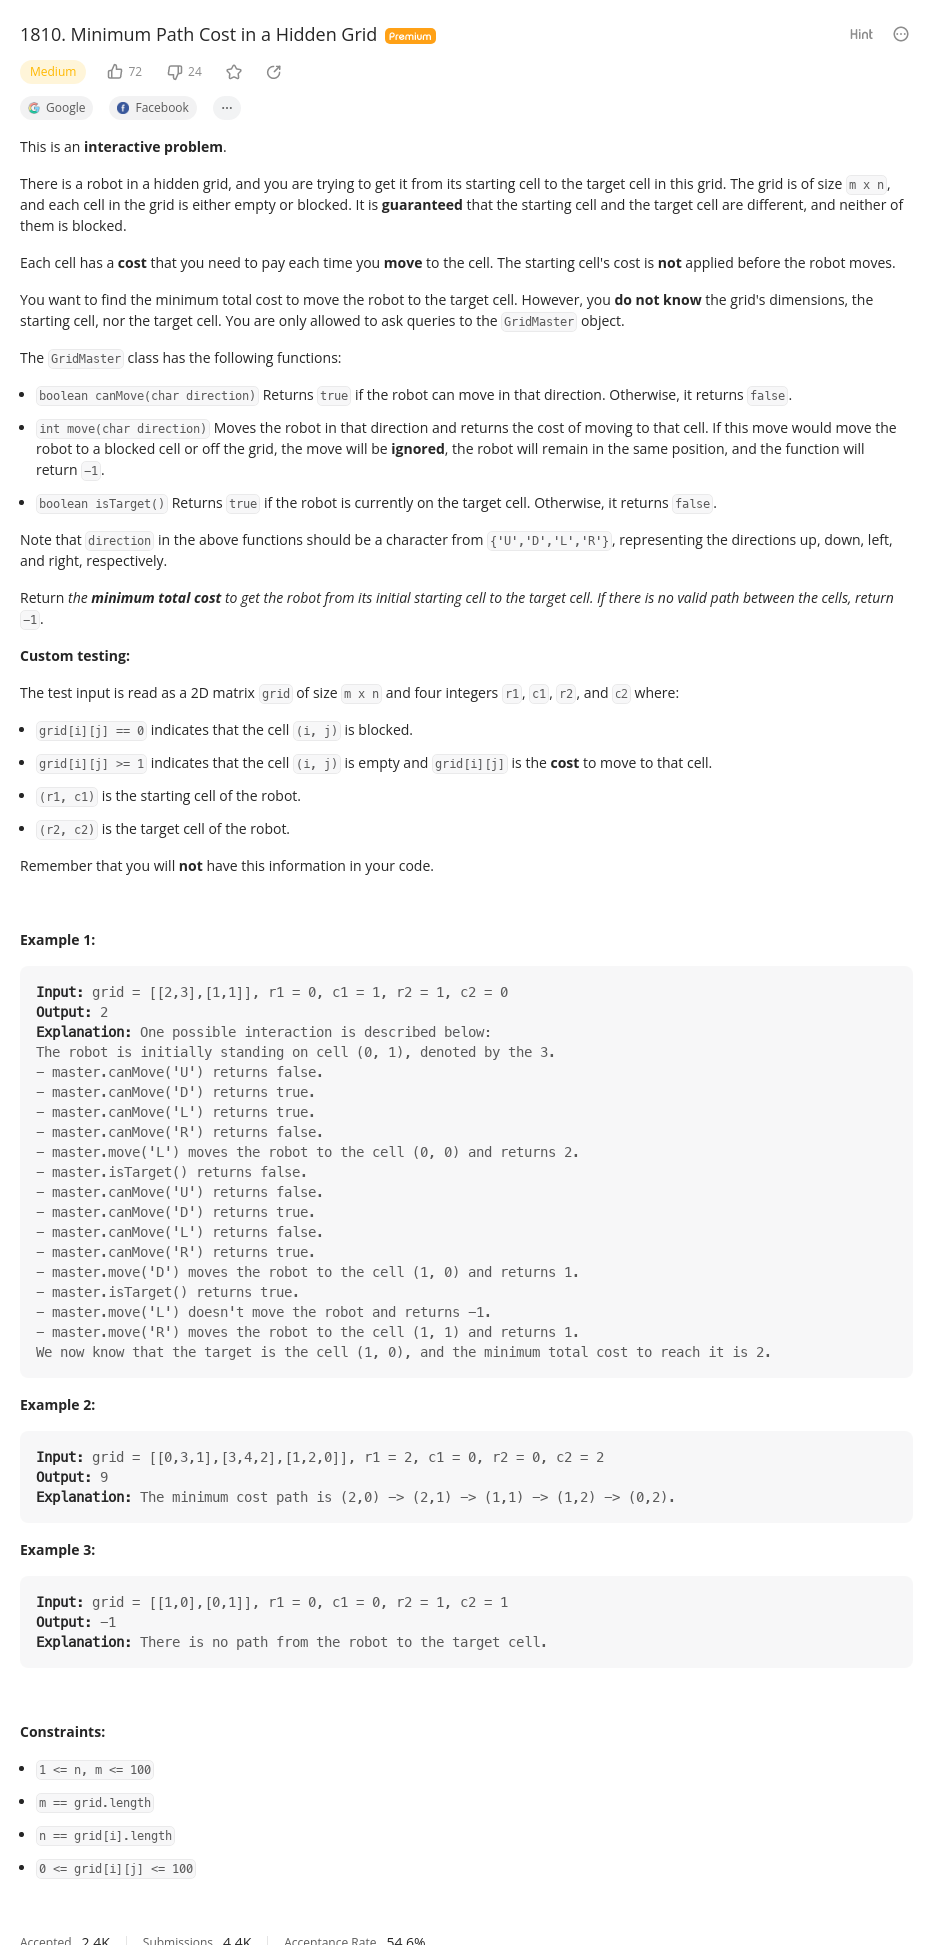 1810. Minimum Path Cost in a Hidden Grid Premium Hint
Medium 72 24
Google Facebook ...
This is an interactive problem.
There is a robot in a hidden grid, and you are trying to get it from its starting cell to the target cell in this grid. The grid is of size m x n,
and each cell in the grid is either empty or blocked. It is guaranteed that the starting cell and the target cell are different, and neither of
them is blocked.
Each cell has a cost that you need to pay each time you move to the cell. The starting cell's cost is not applied before the robot moves.
You want to find the minimum total cost to move the robot to the target cell. However, you do not know the grid's dimensions, the
starting cell, nor the target cell. You are only allowed to ask queries to the GridMaster object.
The GridMaster class has the following functions:
• boolean canMove(char direction) Returns true if the robot can move in that direction. Otherwise, it returns false.
• int move(char direction) Moves the robot in that direction and returns the cost of moving to that cell. If this move would move the
robot to a blocked cell or off the grid, the move will be ignored, the robot will remain in the same position, and the function will
return -1.
• boolean isTarget() Returns true if the robot is currently on the target cell. Otherwise, it returns false.
Note that direction in the above functions should be a character from {'U','D','L','R'}, representing the directions up, down, left,
and right, respectively.
Return the minimum total cost to get the robot from its initial starting cell to the target cell. If there is no valid path between the cells, return
-1.
Custom testing:
The test input is read as a 2D matrix grid of size m x n and four integers r1, c1, r2, and c2 where:
• grid[i][j] == 0 indicates that the cell (i, j) is blocked.
• grid[i][j] >= 1 indicates that the cell (i, j) is empty and grid[i][j] is the cost to move to that cell.
• (r1, c1) is the starting cell of the robot.
• (r2, c2) is the target cell of the robot.
Remember that you will not have this information in your code.
Example 1:
Input: grid = [[2,3],[1,1]], r1 = 0, c1 = 1, r2 = 1, c2 = 0
Output: 2
Explanation: One possible interaction is described below:
The robot is initially standing on cell (0, 1), denoted by the 3.
- master.canMove('U') returns false.
- master.canMove('D') returns true.
- master.canMove('L') returns true.
- master.canMove('R') returns false.
- master.move('L') moves the robot to the cell (0, 0) and returns 2.
- master.isTarget() returns false.
- master.canMove('U') returns false.
- master.canMove('D') returns true.
- master.canMove('L') returns false.
- master.canMove('R') returns true.
- master.move('D') moves the robot to the cell (1, 0) and returns 1.
- master.isTarget() returns true.
- master.move('L') doesn't move the robot and returns -1.
- master.move('R') moves the robot to the cell (1, 1) and returns 1.
We now know that the target is the cell (1, 0), and the minimum total cost to reach it is 2.
Example 2:
Input: grid = [[0,3,1],[3,4,2],[1,2,0]], r1 = 2, c1 = 0, r2 = 0, c2 = 2
Output: 9
Explanation: The minimum cost path is (2,0) -> (2,1) -> (1,1) -> (1,2) -> (0,2).
Example 3:
Input: grid = [[1,0],[0,1]], r1 = 0, c1 = 0, r2 = 1, c2 = 1
Output: -1
Explanation: There is no path from the robot to the target cell.
Constraints:
• 1 <= n, m <= 100
• m == grid.length
• n == grid[i].length
• 0 <= grid[i][j] <= 100
Accepted 2.4K Submissions 4.4K Acceptance Rate 54.6%